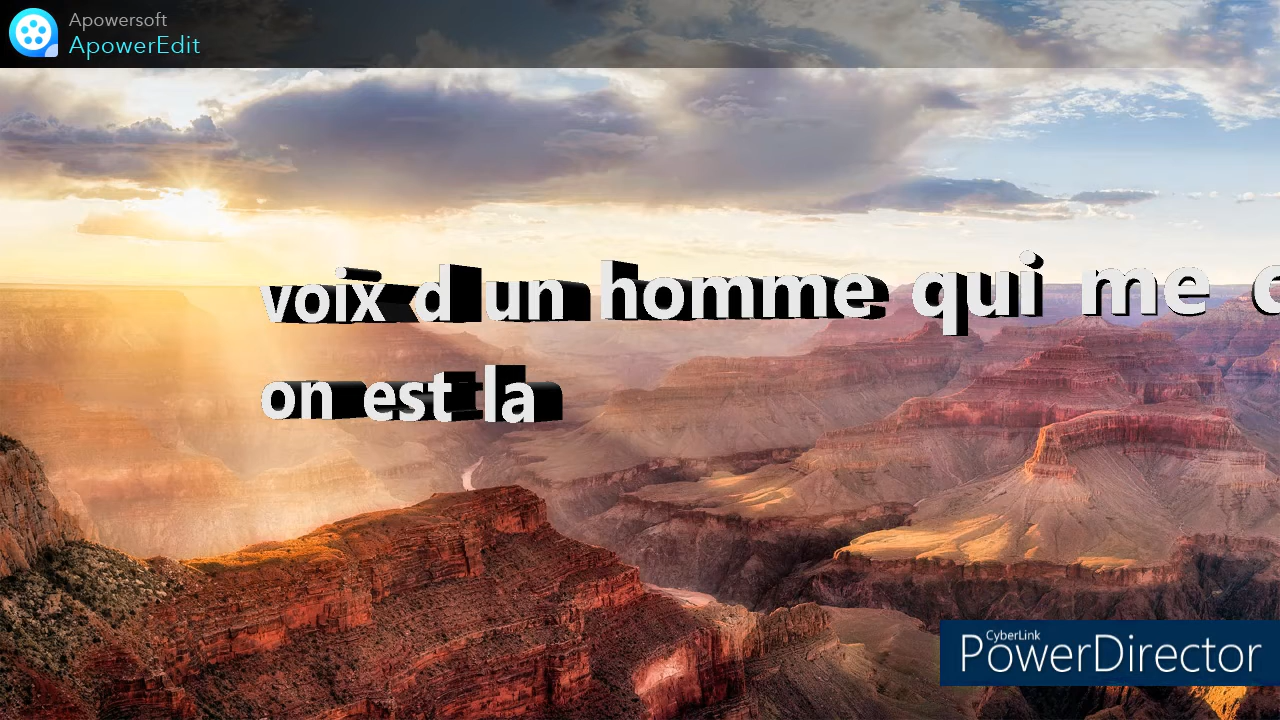 Apowersoft
ApowerEdit
voix d un homme qui me
on est la
CyberLink
PowerDirector